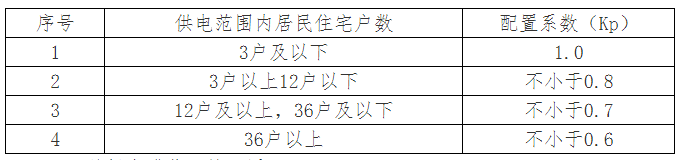 序号 供电范围内居民住宅户数 配置系数（Kp）
1 3户及以下 1.0
2 3户以上12户以下 不小于0.8
3 12户及以上，36户及以下 不小于0.7
4 36户以上 不小于0.6